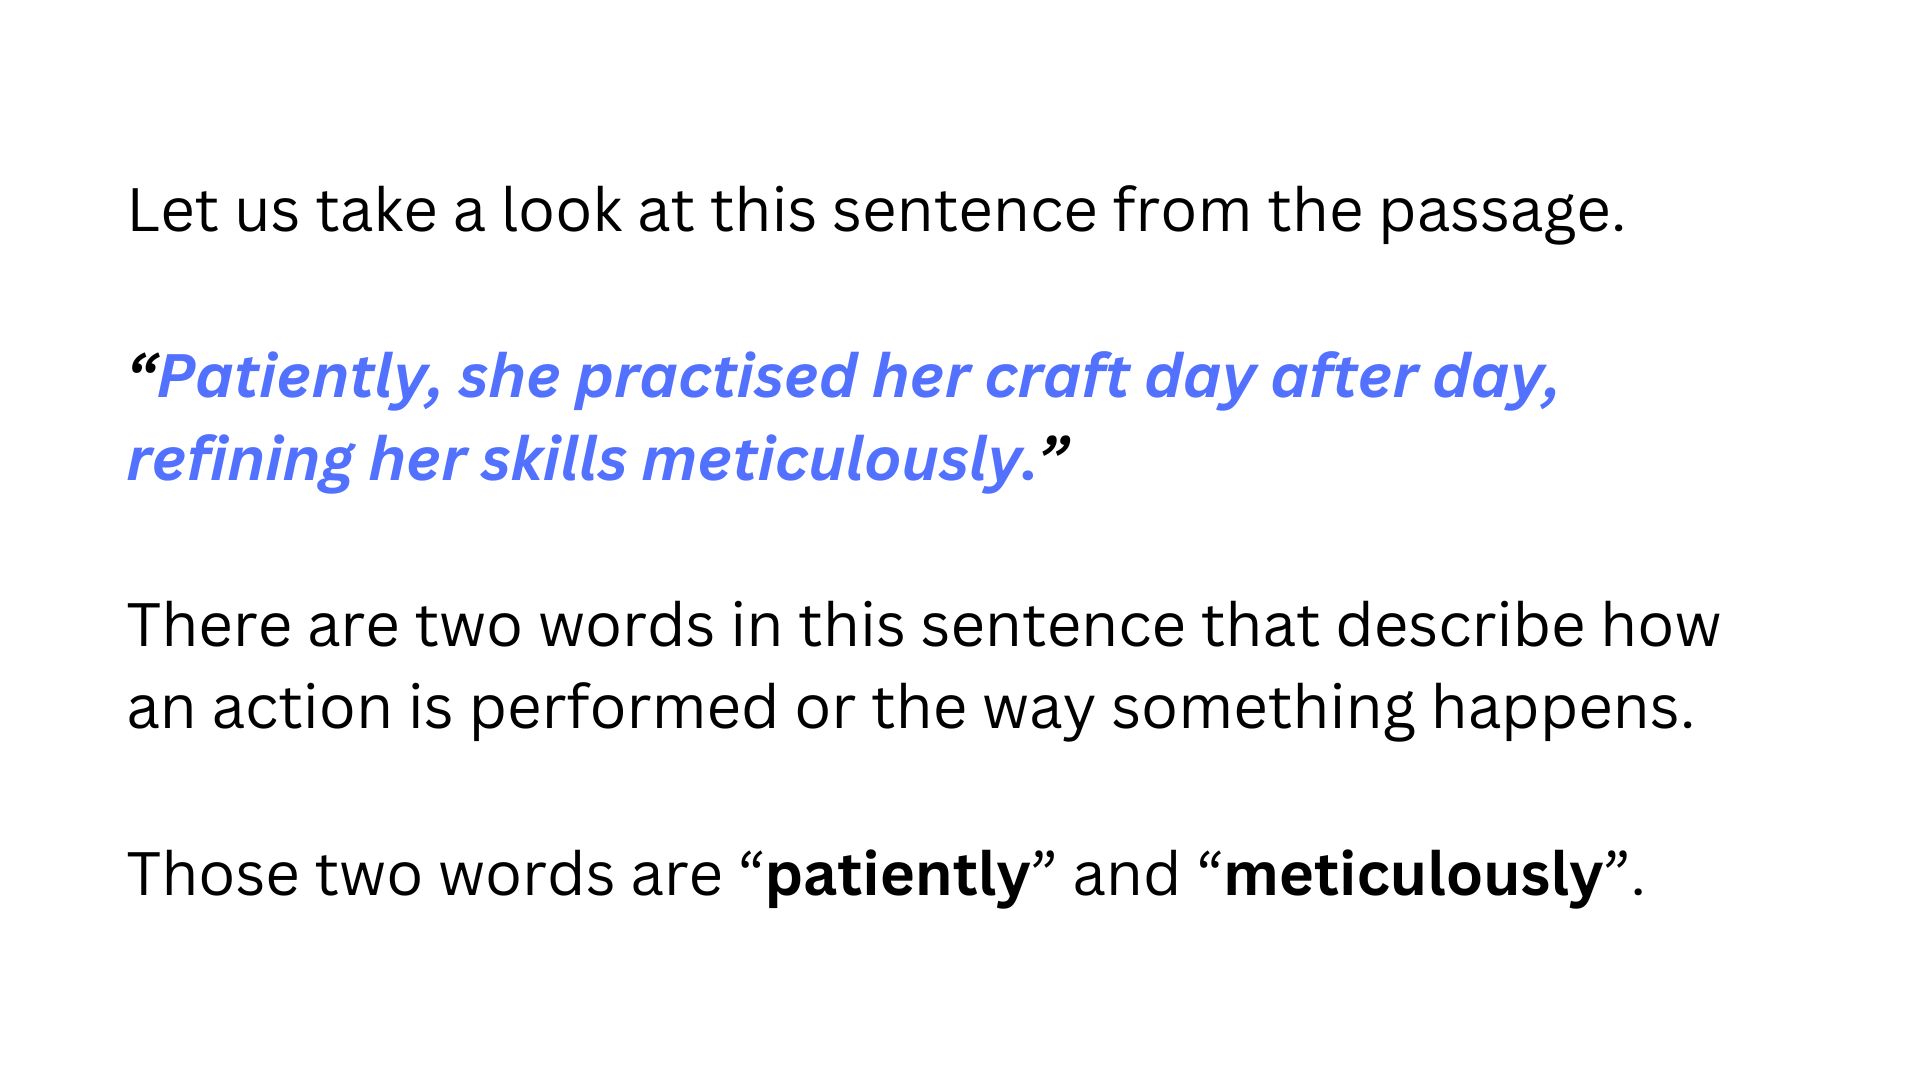 Let us take a look at this sentence from the passage.
“Patiently, she practised her craft day after day,
refining her skills meticulously.”
There are two words in this sentence that describe how
an action is performed or the way something happens.
Those two words are “patiently” and “meticulously”.